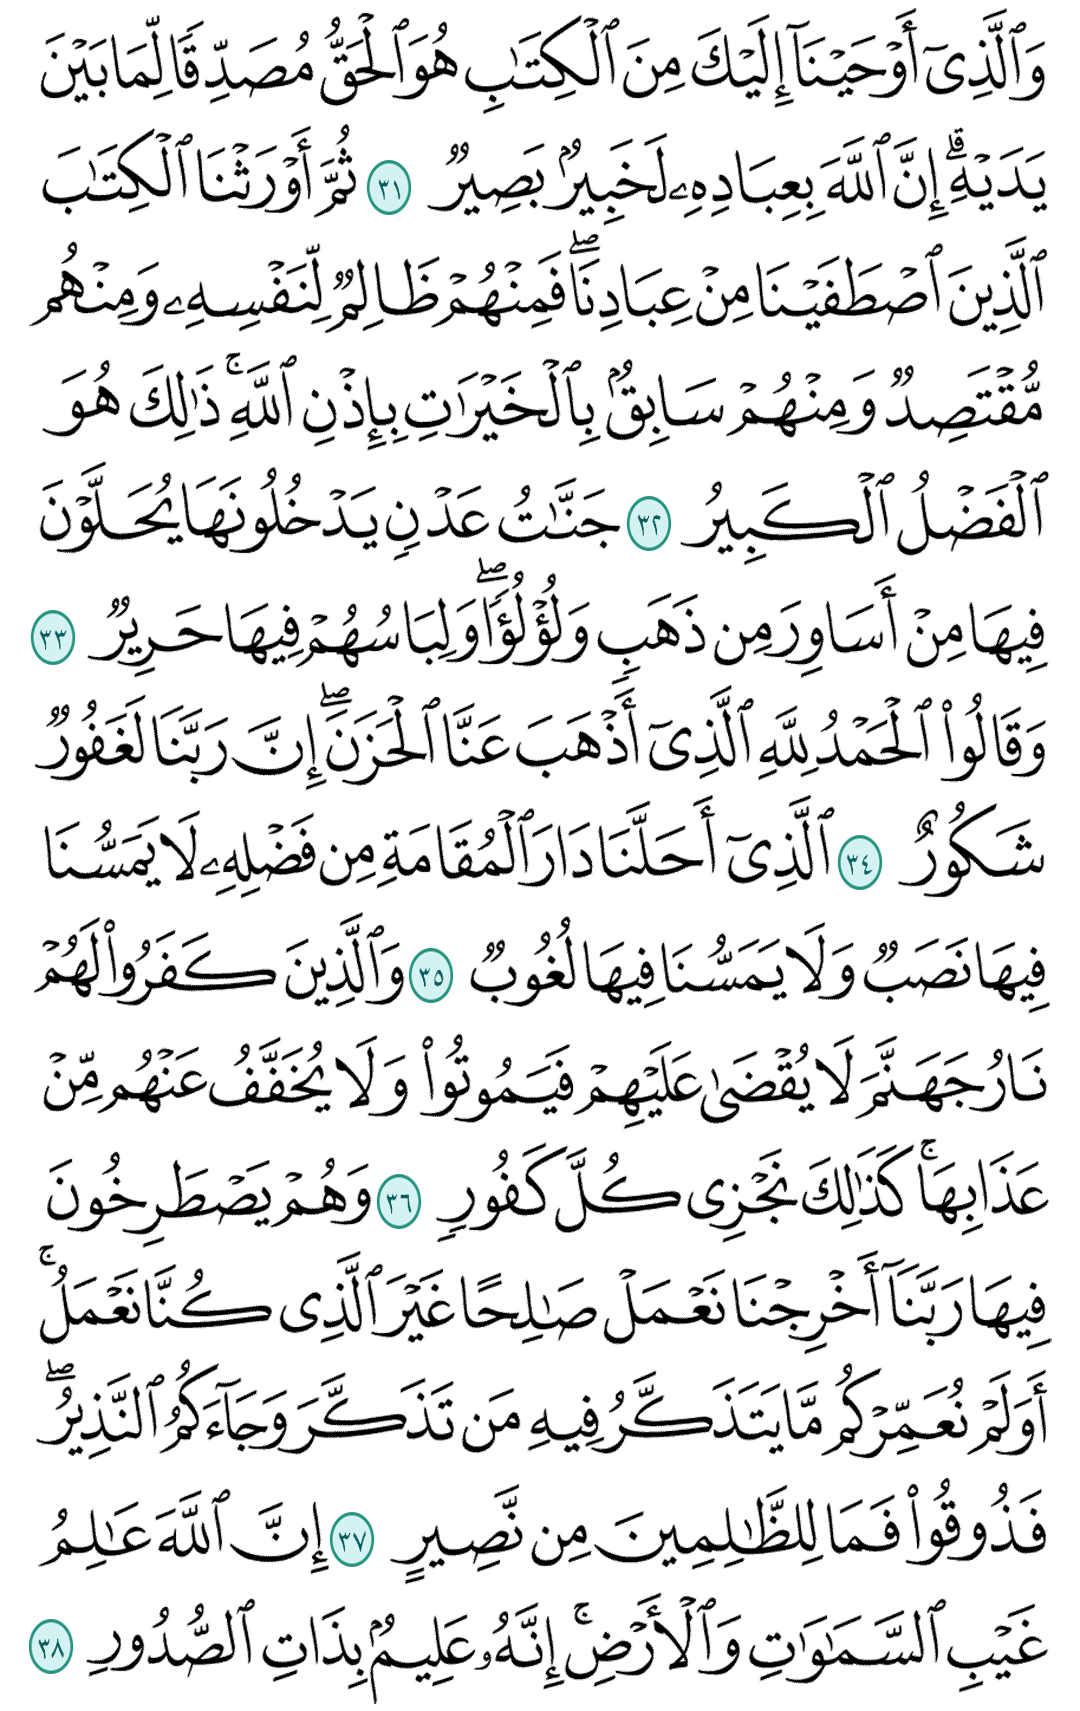 وَٱلَّذِىٓ أَوۡحَيۡنَآ إِلَيۡكَ مِنَ ٱلۡكِتَٰبِ هُوَ ٱلۡحَقُّ مُصَدِّقٗا لِّمَا بَيۡنَ
يَدَيۡهِۗ إِنَّ ٱللَّهَ بِعِبَادِهِۦ لَخَبِيرُۢ بَصِيرٞ ٣١ ثُمَّ أَوۡرَثۡنَا ٱلۡكِتَٰبَ
ٱلَّذِينَ ٱصۡطَفَيۡنَا مِنۡ عِبَادِنَاۖ فَمِنۡهُمۡ ظَالِمٞ لِّنَفۡسِهِۦ وَمِنۡهُم
مُّقۡتَصِدٞ وَمِنۡهُمۡ سَابِقُۢ بِٱلۡخَيۡرَٰتِ بِإِذۡنِ ٱللَّهِۚ ذَٰلِكَ هُوَ
ٱلۡفَضۡلُ ٱلۡكَبِيرُ ٣٢ جَنَّٰتُ عَدۡنٖ يَدۡخُلُونَهَا يُحَلَّوۡنَ
فِيهَا مِنۡ أَسَاوِرَ مِن ذَهَبٖ وَلُؤۡلُؤٗاۖ وَلِبَاسُهُمۡ فِيهَا حَرِيرٞ ٣٣
وَقَالُواْ ٱلۡحَمۡدُ لِلَّهِ ٱلَّذِىٓ أَذۡهَبَ عَنَّا ٱلۡحَزَنَۖ إِنَّ رَبَّنَا لَغَفُورٞ
شَكُورٌ ٣٤ ٱلَّذِىٓ أَحَلَّنَا دَارَ ٱلۡمُقَامَةِ مِن فَضۡلِهِۦ لَا يَمَسُّنَا
فِيهَا نَصَبٞ وَلَا يَمَسُّنَا فِيهَا لُغُوبٞ ٣٥ وَٱلَّذِينَ كَفَرُواْ لَهُمۡ
نَارُ جَهَنَّمَ لَا يُقۡضَىٰ عَلَيۡهِمۡ فَيَمُوتُواْ وَلَا يُخَفَّفُ عَنۡهُم مِّنۡ
عَذَابِهَاۚ كَذَٰلِكَ نَجۡزِى كُلَّ كَفُورٖ ٣٦ وَهُمۡ يَصۡطَرِخُونَ
فِيهَا رَبَّنَآ أَخۡرِجۡنَا نَعۡمَلۡ صَٰلِحًا غَيۡرَ ٱلَّذِى كُنَّا نَعۡمَلُۚ
أَوَلَمۡ نُعَمِّرۡكُم مَّا يَتَذَكَّرُ فِيهِ مَن تَذَكَّرَ وَجَآءَكُمُ ٱلنَّذِيرُۖ
فَذُوقُواْ فَمَا لِلظَّٰلِمِينَ مِن نَّصِيرٍ ٣٧ إِنَّ ٱللَّهَ عَٰلِمُ
غَيۡبِ ٱلسَّمَٰوَٰتِ وَٱلۡأَرۡضِۚ إِنَّهُۥ عَلِيمُۢ بِذَاتِ ٱلصُّدُورِ ٣٨